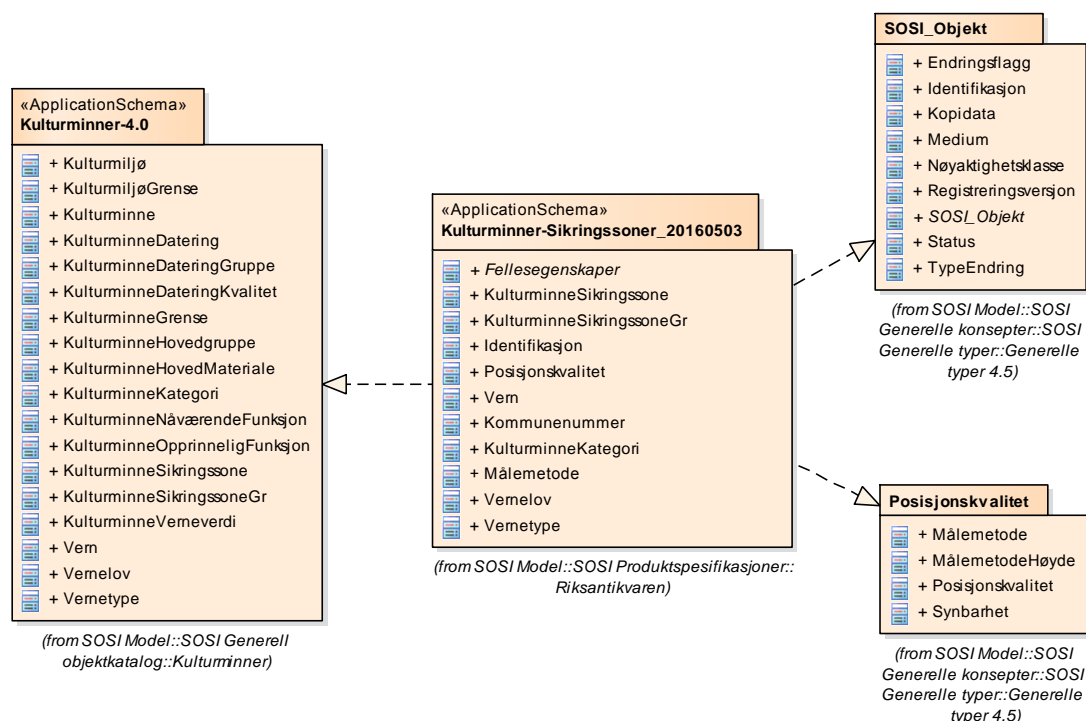 «ApplicationSchema»
Kulturminner-4.0
+ Kulturmiljø
+ KulturmiljøGrense
+ Kulturminne
+ KulturminneDatering
+ KulturminneDateringGruppe
+ KulturminneDateringKvalitet
+ KulturminneGrense
+ KulturminneHovedgruppe
+ KulturminneHovedMateriale
+ KulturminneKategori
+ KulturminneNåværendeFunksjon
+ KulturminneOpprinneligFunksjon
+ KulturminneSikringssone
+ KulturminneSikringssoneGr
+ KulturminneVerneverdi
+ Vern
+ Vernelov
+ Vernetype
(from SOSI Model::SOSI Generell
objektkatalog::Kulturminner)
«ApplicationSchema»
Kulturminner-Sikringssoner_20160503
+ Fellesegenskaper
+ KulturminneSikringssone
+ KulturminneSikringssoneGr
+ Identifikasjon
+ Posisjonskvalitet
+ Vern
+ Kommunenummer
+ KulturminneKategori
+ Målemetode
+ Vernelov
+ Vernetype
(from SOSI Model::SOSI Produktspesifikasjoner::
Riksantikvaren)
SOSI_Objekt
+ Endringsflagg
+ Identifikasjon
+ Kopidata
+ Medium
+ Nøyaktighetsklasse
+ Registreringsversjon
+ SOSI_Objekt
+ Status
+ TypeEndring
(from SOSI Model::SOSI
Generelle konsepter::SOSI
Generelle typer::Generelle
typer 4.5)
Posisjonskvalitet
+ Målemetode
+ MålemetodeHøyde
+ Posisjonskvalitet
+ Synbarhet
(from SOSI Model::SOSI
Generelle konsepter::SOSI
Generelle typer::Generelle
typer 4.5)